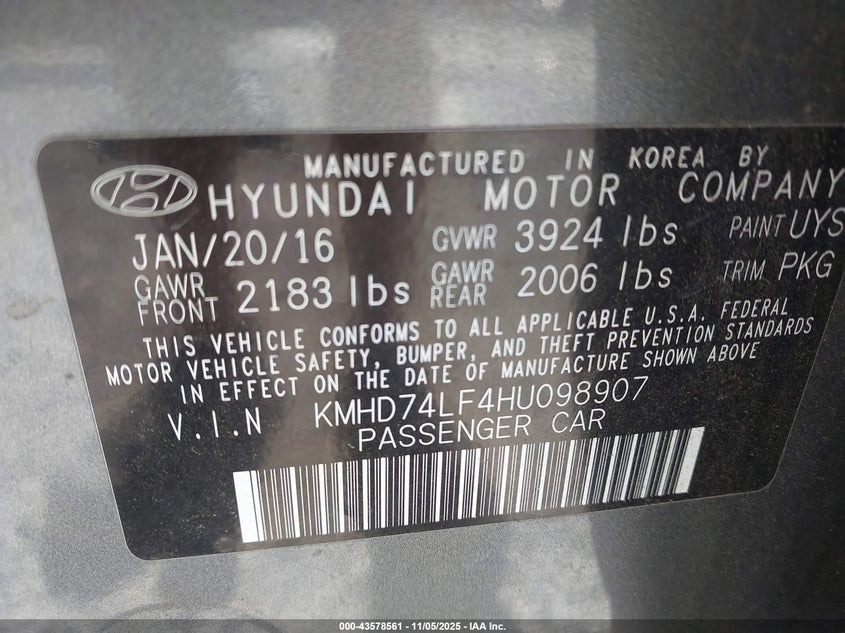 MANUFACTURED IN KOREA BY
HYUNDAI MOTOR COMPANY
JAN/20/16 GVWR 3924 lbs PAINT UYS
GAWR FRONT 2183 lbs GAWR REAR 2006 lbs TRIM PKG
THIS VEHICLE CONFORMS TO ALL APPLICABLE U.S.A. FEDERAL
MOTOR VEHICLE SAFETY, BUMPER, AND THEFT PREVENTION STANDARDS
IN EFFECT ON THE DATE OF MANUFACTURE SHOWN ABOVE
V.I.N KMHD74LF4HU098907
PASSENGER CAR
000-43578561 - 11/05/2025 - IAA Inc.